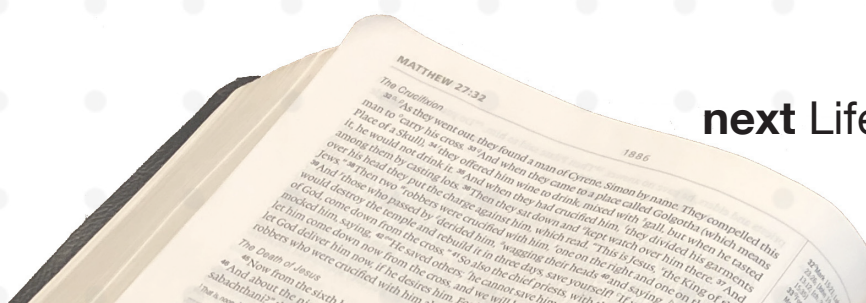 MATTHEW 27:32
1886
The Crucifixion
32 As they went out, they found a man of Cyrene, Simon by name. They compelled this
man to carry his cross. 33 And when they came to a place called Golgotha (which means
Place of a Skull), 34 they offered him wine to drink, mixed with gall, but when he tasted
it, he would not drink it. 35 And when they had crucified him, they divided his garments
among them by casting lots. 36 Then they sat down and kept watch over him there. 37 And
over his head they put the charge against him, which read, "This is Jesus, the King of the
Jews." 38 Then two robbers were crucified with him, one on the right and one on the
39 And those who passed by derided him, wagging their heads 40 and saying,
would destroy the temple and rebuild it in three days, save yourself! "If
of God, come down from the cross." 41 So also the chief priests, with
mocked him, saying, 42 "He saved others; he cannot save him
let him come down now from the cross, and we will
let God deliver him now, if he desires him. For
robbers who were crucified with him
The Death of Jesus
45 Now from the sixth
46 And about the
sabachthani?"
next Life